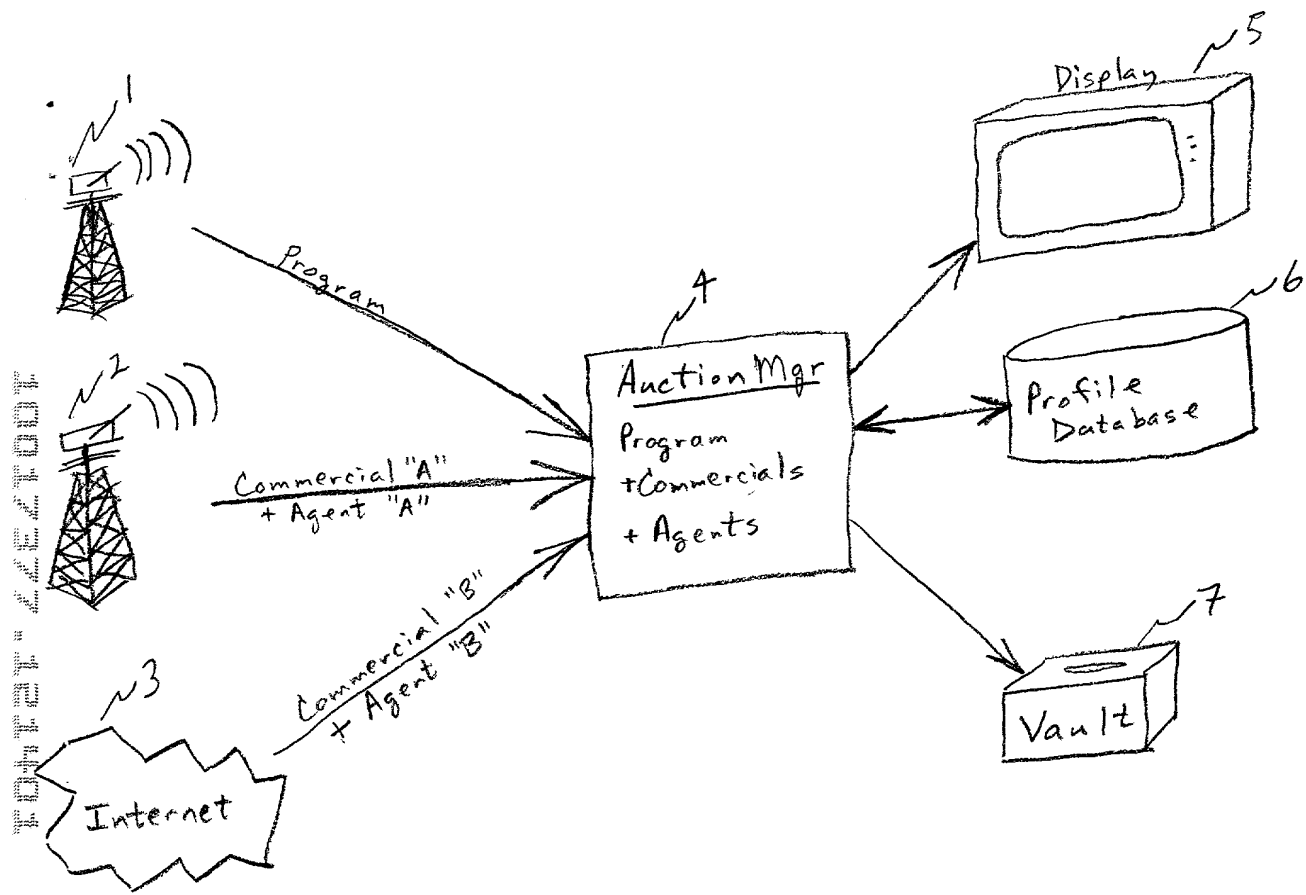 1
Program
2
Commercial "A"
+ Agent "A"
3
Internet
Commercial "B"
+ Agent "B"
4
Auction Mgr
Program
+Commercials
+ Agents
5
Display
6
Profile
Database
7
Vault